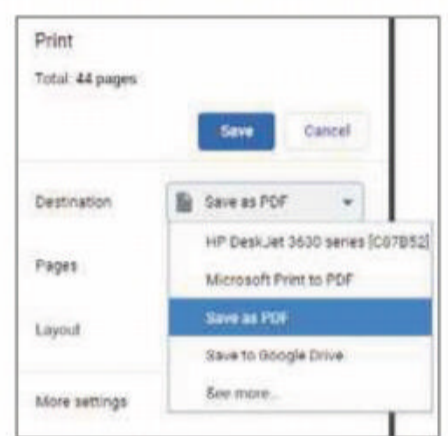 Print
Total: 44 pages
Save Cancel
Destination Save as PDF
HP DeskJet 3630 series [C07B52]
Pages
Microsoft Print to PDF
Save as PDF
Layout
Save to Google Drive
More settings See more...